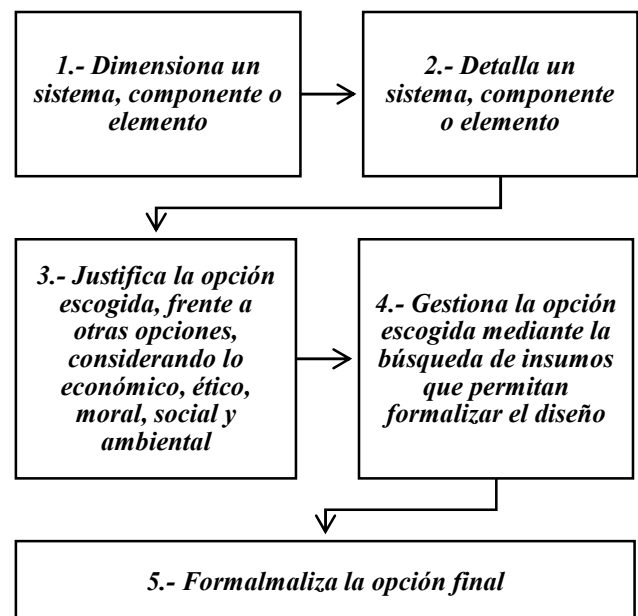 1.- Dimensiona un
sistema, componente o
elemento
2.- Detalla un
sistema, componente
o elemento
3.- Justifica la opción
escogida, frente a
otras opciones,
considerando lo
económico, ético,
moral, social y
ambiental
4.- Gestiona la opción
escogida mediante la
búsqueda de insumos
que permitan
formalizar el diseño
5.- Formalmaliza la opción final